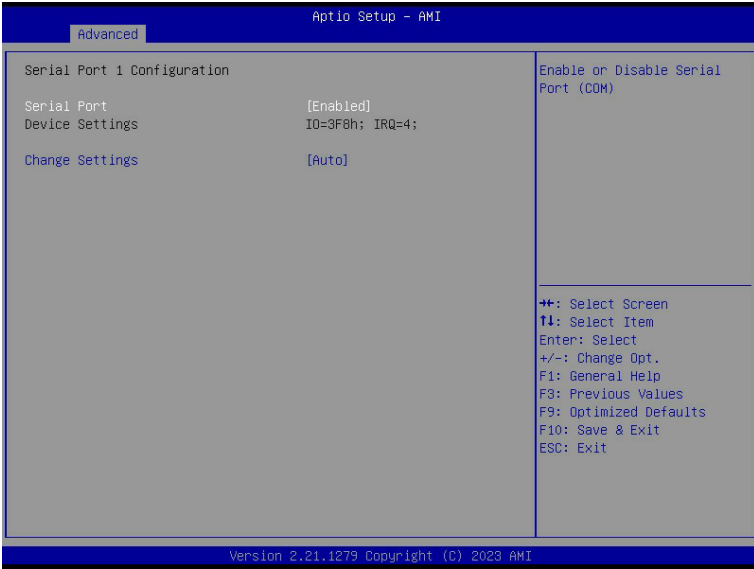 Aptio Setup – AMI
Advanced
Serial Port 1 Configuration
Serial Port [Enabled]
Device Settings IO=3F8h; IRQ=4;
Change Settings [Auto]
Enable or Disable Serial
Port (COM)
→←: Select Screen
↑↓: Select Item
Enter: Select
+/-: Change Opt.
F1: General Help
F3: Previous Values
F9: Optimized Defaults
F10: Save & Exit
ESC: Exit
Version 2.21.1279 Copyright (C) 2023 AMI